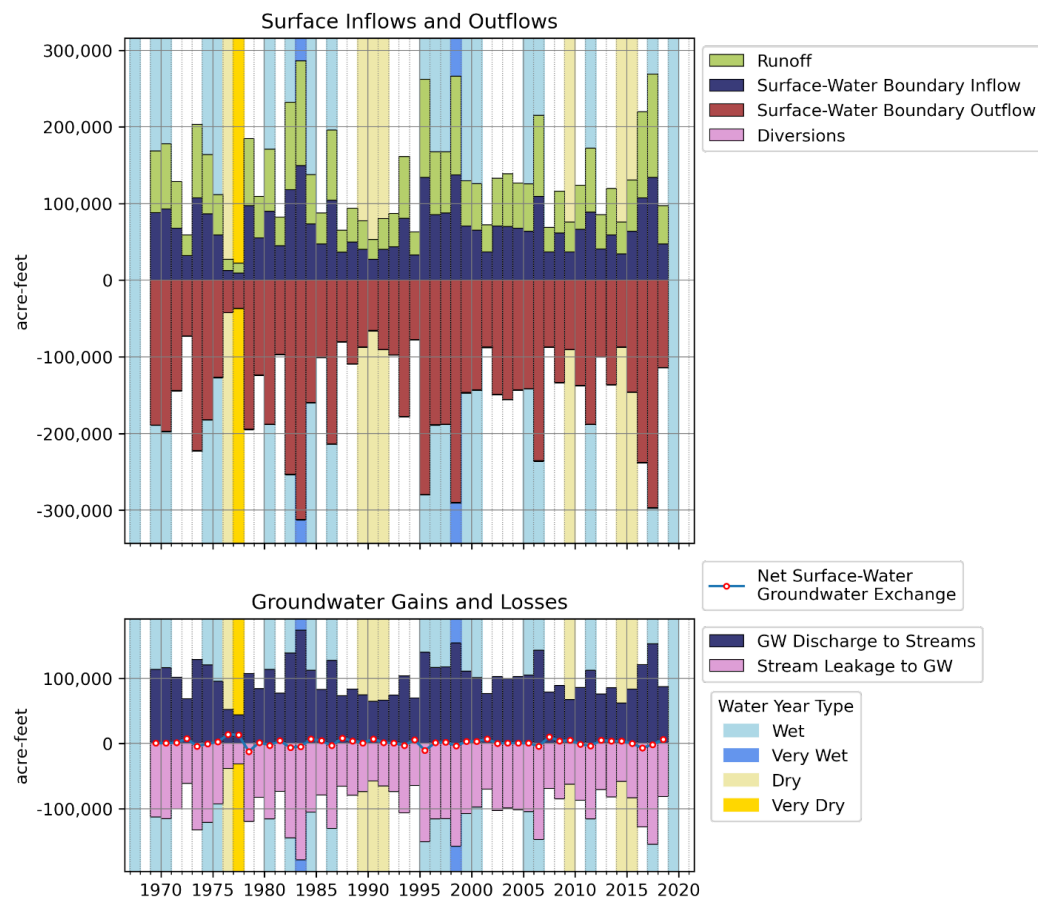 Surface Inflows and Outflows
300,000
200,000
100,000
0
-100,000
-200,000
-300,000
acre-feet
Runoff
Surface-Water Boundary Inflow
Surface-Water Boundary Outflow
Diversions
Net Surface-Water
Groundwater Exchange
Groundwater Gains and Losses
100,000
0
-100,000
acre-feet
GW Discharge to Streams
Stream Leakage to GW
Water Year Type
Wet
Very Wet
Dry
Very Dry
1970 1975 1980 1985 1990 1995 2000 2005 2010 2015 2020